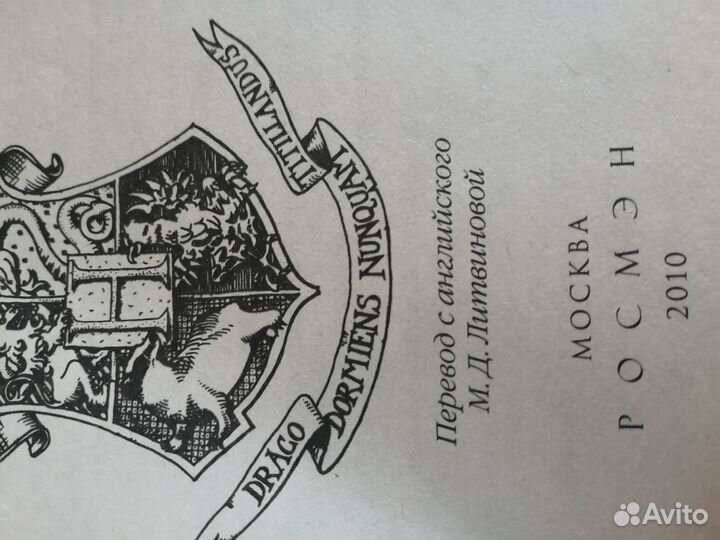 DRACO
DORMIENS NUNQUAM
TITILLANDUS
H
Перевод с английского
М. Д. Литвиновой
МОСКВА
РОСМЭН
2010
Avito